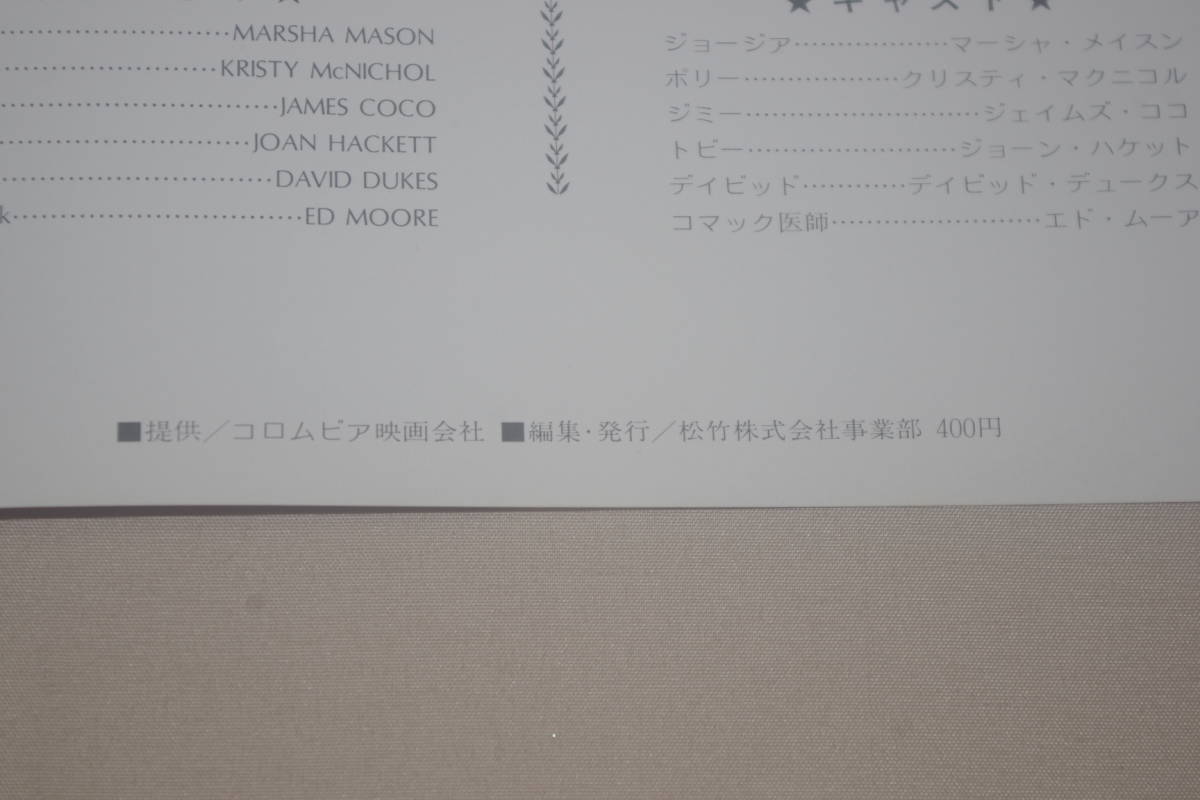 MARSHA MASON
KRISTY McNICHOL
JAMES COCO
JOAN HACKETT
DAVID DUKES
k……………………………ED MOORE
★キャスト★
ジョージア………………マーシャ・メイスン
ポリー………………クリスティ・マクニコル
ジミー………………………ジェイムズ・ココ
トビー……………………ジョーン・ハケット
デイビッド…………デイビッド・デュークス
コマック医師……………………エド・ムーア
■提供／コロムビア映画会社 ■編集・発行／松竹株式会社事業部 400円